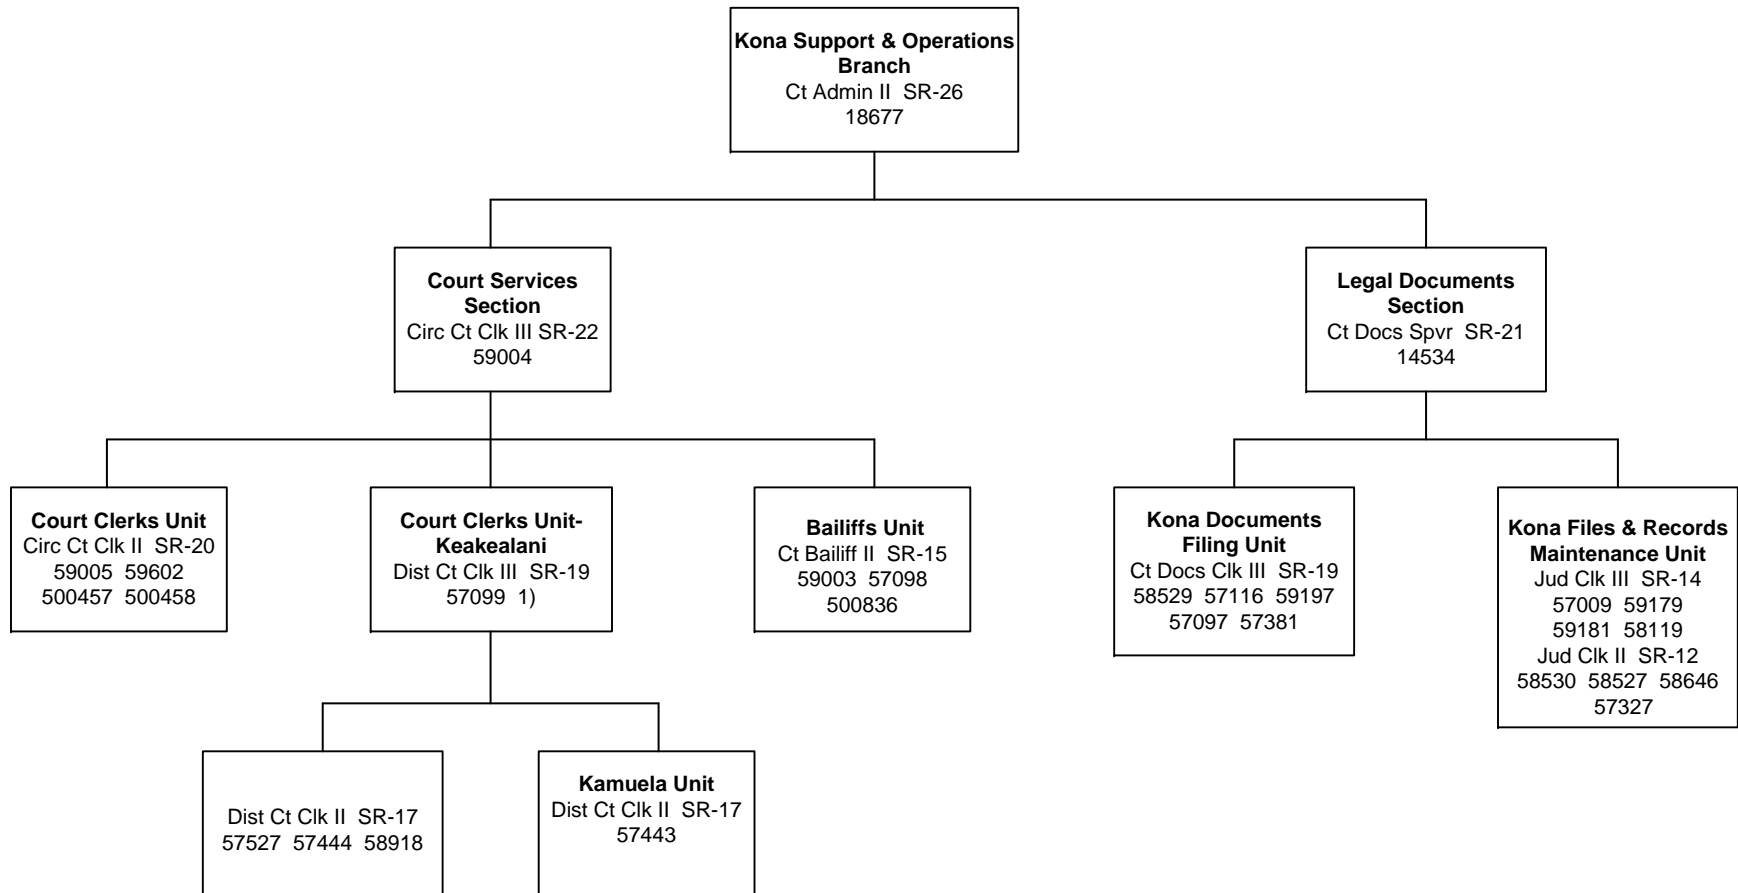 Kona Support & Operations
Branch
Ct Admin II  SR-26
18677
Court Services
Section
Circ Ct Clk III SR-22
59004
Legal Documents
Section
Ct Docs Spvr  SR-21
14534
Court Clerks Unit
Circ Ct Clk II  SR-20
59005  59602
500457  500458
Court Clerks Unit-
Keakealani
Dist Ct Clk III  SR-19
57099  1)
Bailiffs Unit
Ct Bailiff II  SR-15
59003  57098
500836
Kona Documents
Filing Unit
Ct Docs Clk III  SR-19
58529  57116  59197
57097  57381
Kona Files & Records
Maintenance Unit
Jud Clk III  SR-14
57009  59179
59181  58119
Jud Clk II  SR-12
58530  58527  58646
57327
Dist Ct Clk II  SR-17
57527  57444  58918
Kamuela Unit
Dist Ct Clk II  SR-17
57443